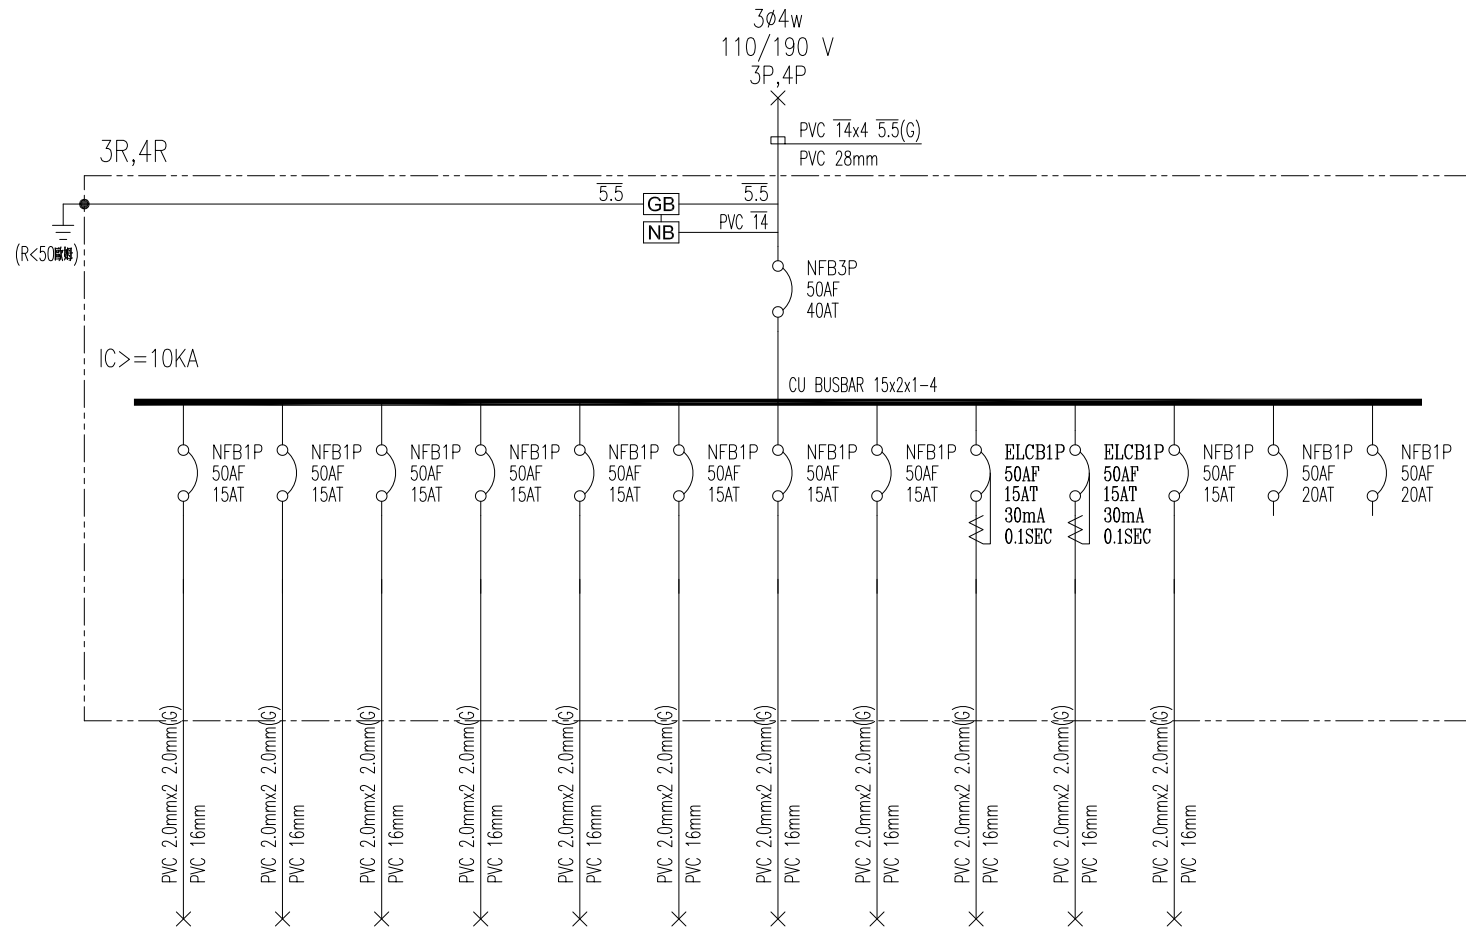 3ø4w
110/190 V
3P,4P
PVC 14x4 5.5(G)
PVC 28mm
3R,4R
5.5
GB
5.5
NB
PVC 14
(R<50歐姆)
NFB3P
50AF
40AT
IC>=10KA
CU BUSBAR 15x2x1-4
NFB1P
50AF
15AT
NFB1P
50AF
15AT
NFB1P
50AF
15AT
NFB1P
50AF
15AT
NFB1P
50AF
15AT
NFB1P
50AF
15AT
NFB1P
50AF
15AT
NFB1P
50AF
15AT
ELCB1P
50AF
15AT
30mA
0.1SEC
ELCB1P
50AF
15AT
30mA
0.1SEC
NFB1P
50AF
15AT
NFB1P
50AF
20AT
NFB1P
50AF
20AT
PVC 2.0mmx2 2.0mm(G)
PVC 16mm
PVC 2.0mmx2 2.0mm(G)
PVC 16mm
PVC 2.0mmx2 2.0mm(G)
PVC 16mm
PVC 2.0mmx2 2.0mm(G)
PVC 16mm
PVC 2.0mmx2 2.0mm(G)
PVC 16mm
PVC 2.0mmx2 2.0mm(G)
PVC 16mm
PVC 2.0mmx2 2.0mm(G)
PVC 16mm
PVC 2.0mmx2 2.0mm(G)
PVC 16mm
PVC 2.0mmx2 2.0mm(G)
PVC 16mm
PVC 2.0mmx2 2.0mm(G)
PVC 16mm
PVC 2.0mmx2 2.0mm(G)
PVC 16mm